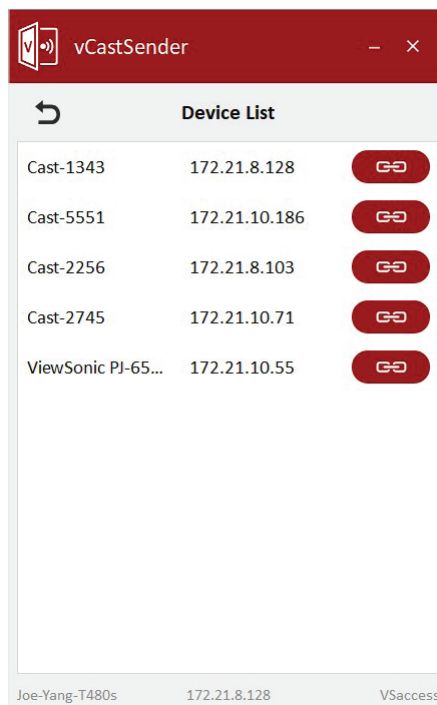 vCastSender
Device List
Cast-1343 172.21.8.128
Cast-5551 172.21.10.186
Cast-2256 172.21.8.103
Cast-2745 172.21.10.71
ViewSonic PJ-65... 172.21.10.55
Joe-Yang-T480s 172.21.8.128 VSaccess